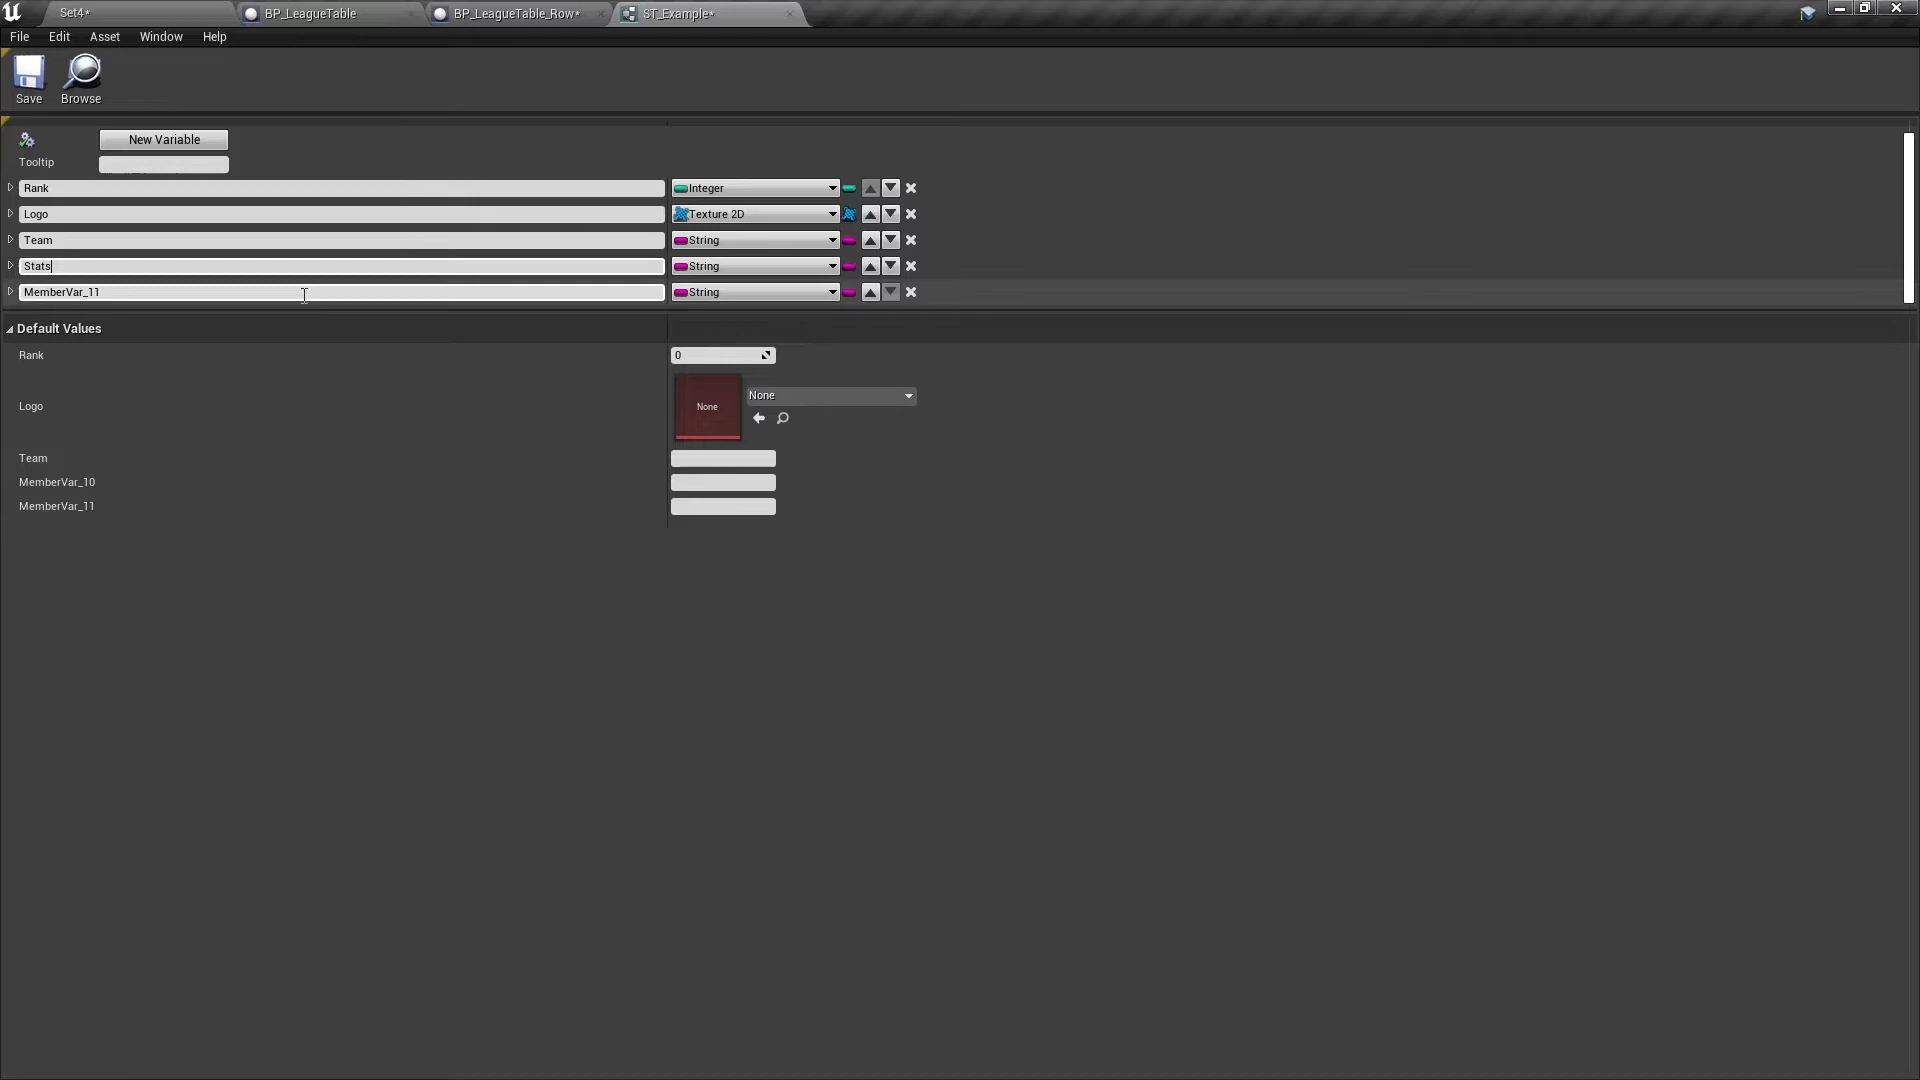 Set4*
BP_LeagueTable
BP_LeagueTable_Row*
ST_Example*
File Edit Asset Window Help
Save Browse
New Variable
Tooltip
Rank Integer
Logo Texture 2D
Team String
Stats String
MemberVar_11 String
Default Values
Rank 0
Logo None None
Team
MemberVar_10
MemberVar_11